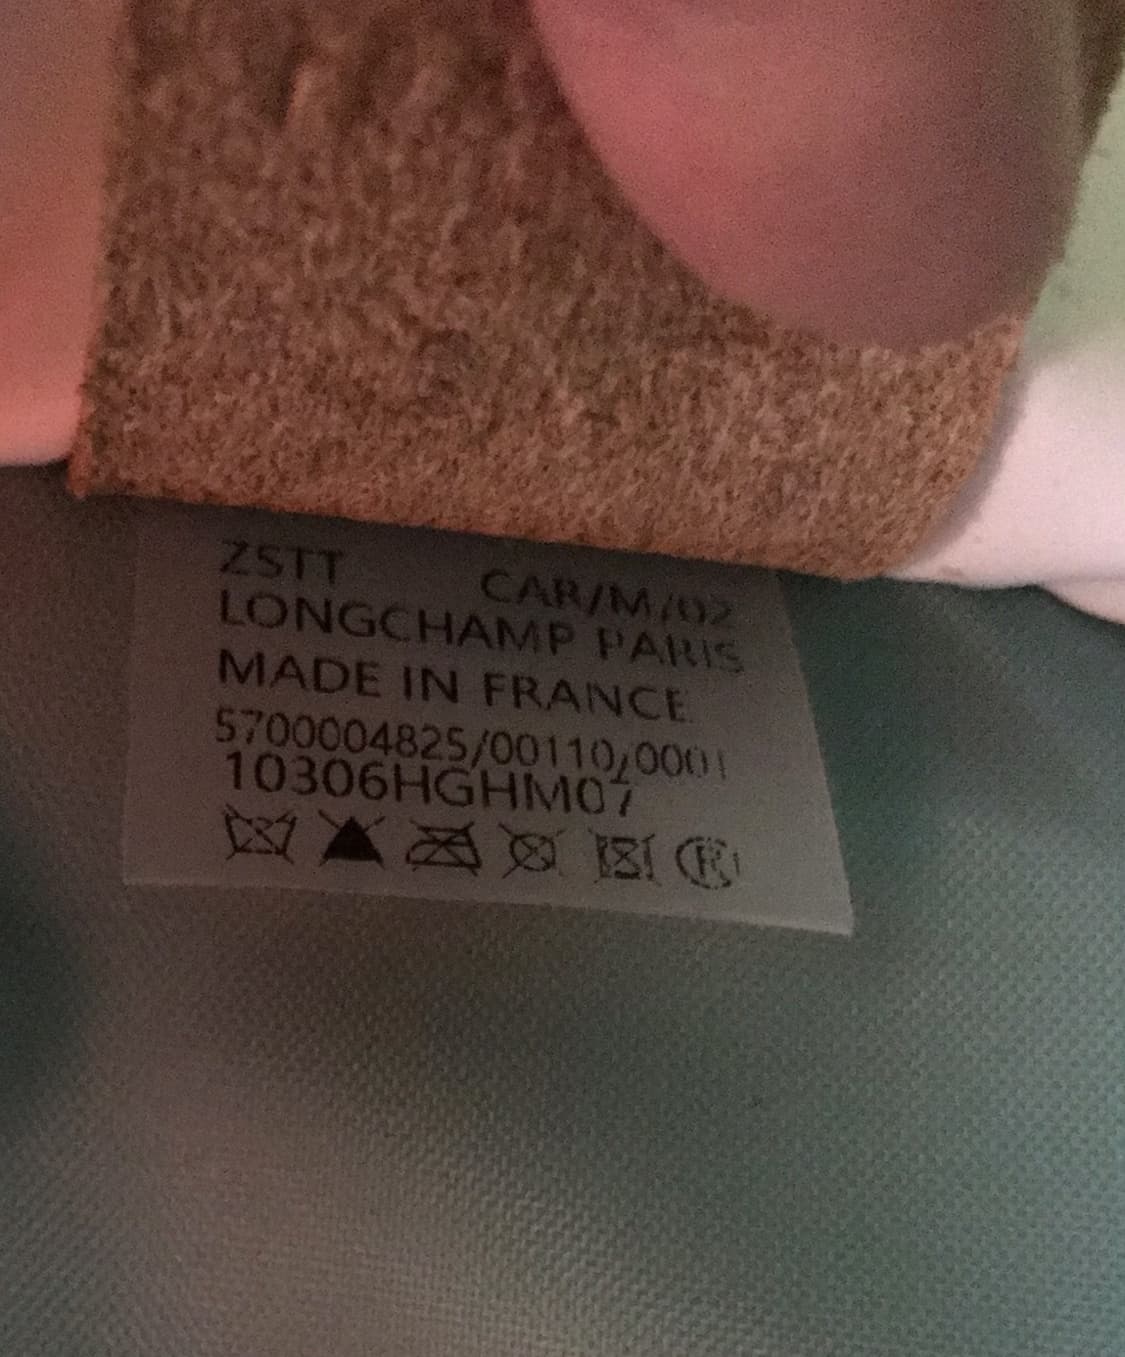 ZSTT CAR/M/02
LONGCHAMP PARIS
MADE IN FRANCE
5700004825/00110/0001
10306HGHM07
®